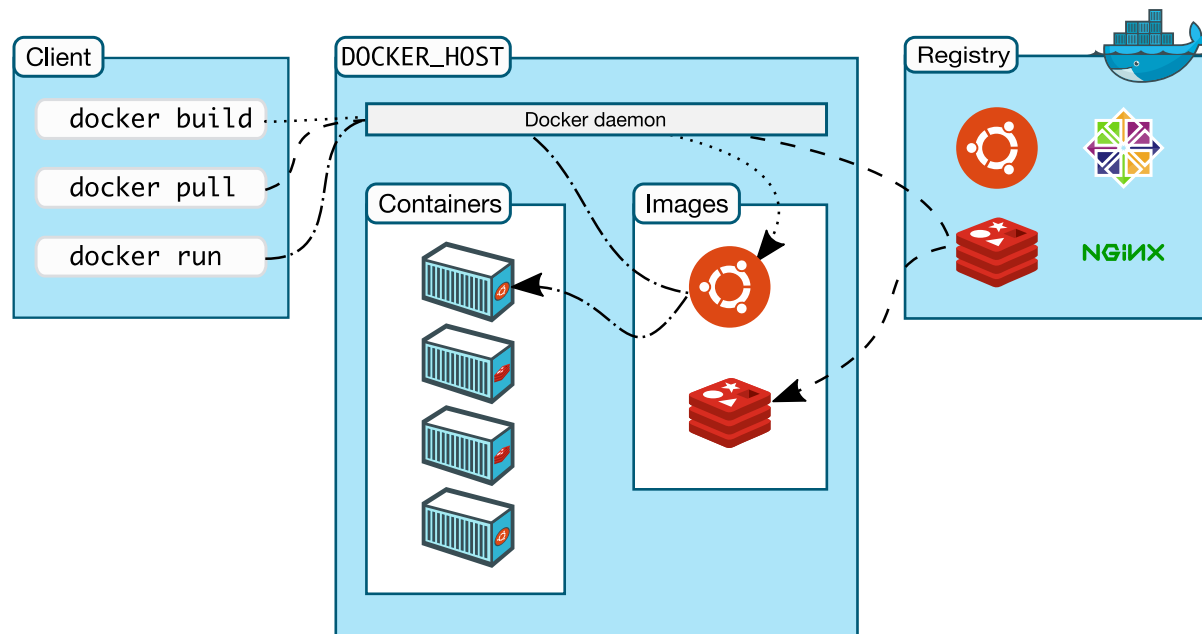 Client
docker build
docker pull
docker run
DOCKER_HOST
Docker daemon
Containers
Images
Registry
NGiNX